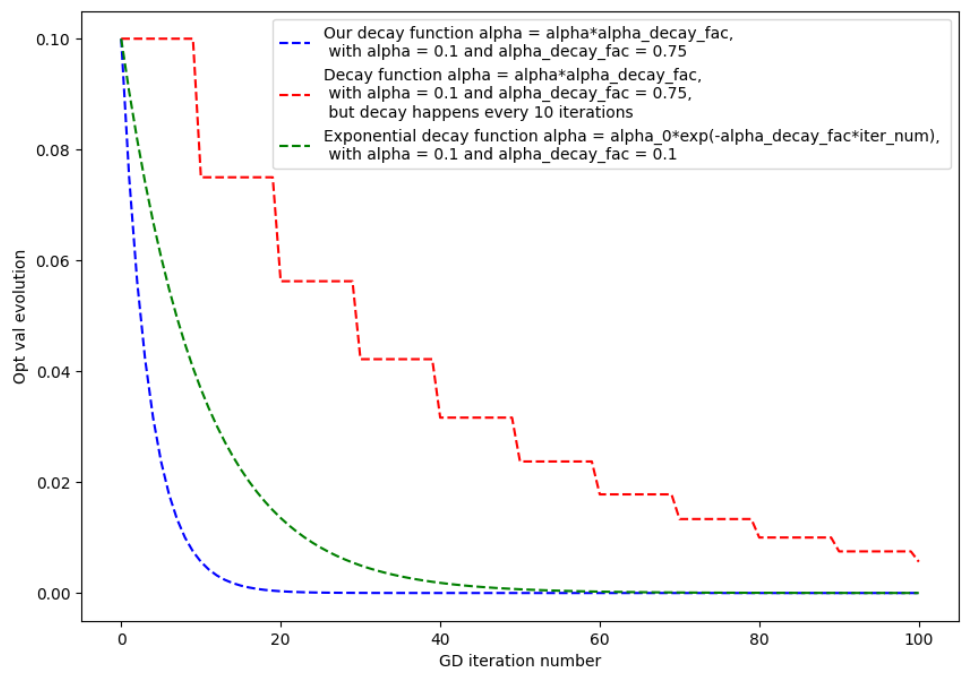 Our decay function alpha = alpha*alpha_decay_fac,
with alpha = 0.1 and alpha_decay_fac = 0.75
Decay function alpha = alpha*alpha_decay_fac,
with alpha = 0.1 and alpha_decay_fac = 0.75,
but decay happens every 10 iterations
Exponential decay function alpha = alpha_0*exp(-alpha_decay_fac*iter_num),
with alpha = 0.1 and alpha_decay_fac = 0.1
0.10
0.08
0.06
0.04
0.02
0.00
Opt val evolution
0 20 40 60 80 100
GD iteration number